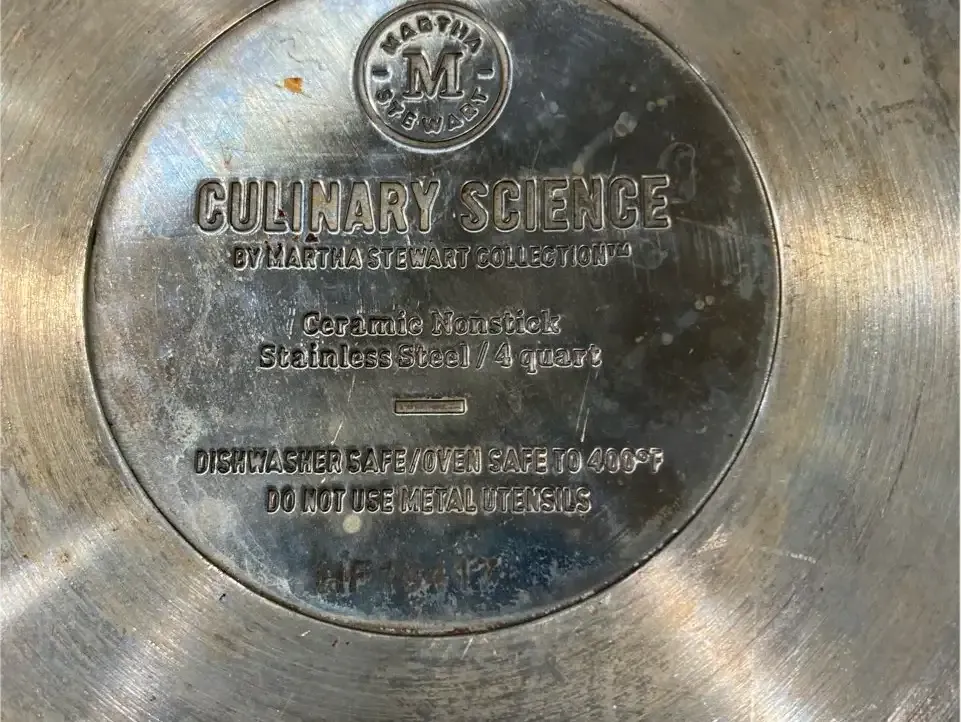 MARTHA
M
STEWART
CULINARY SCIENCE
BY MARTHA STEWART COLLECTION™
Ceramic Nonstick
Stainless Steel / 4 quart
DISHWASHER SAFE/OVEN SAFE TO 400°F
DO NOT USE METAL UTENSILS